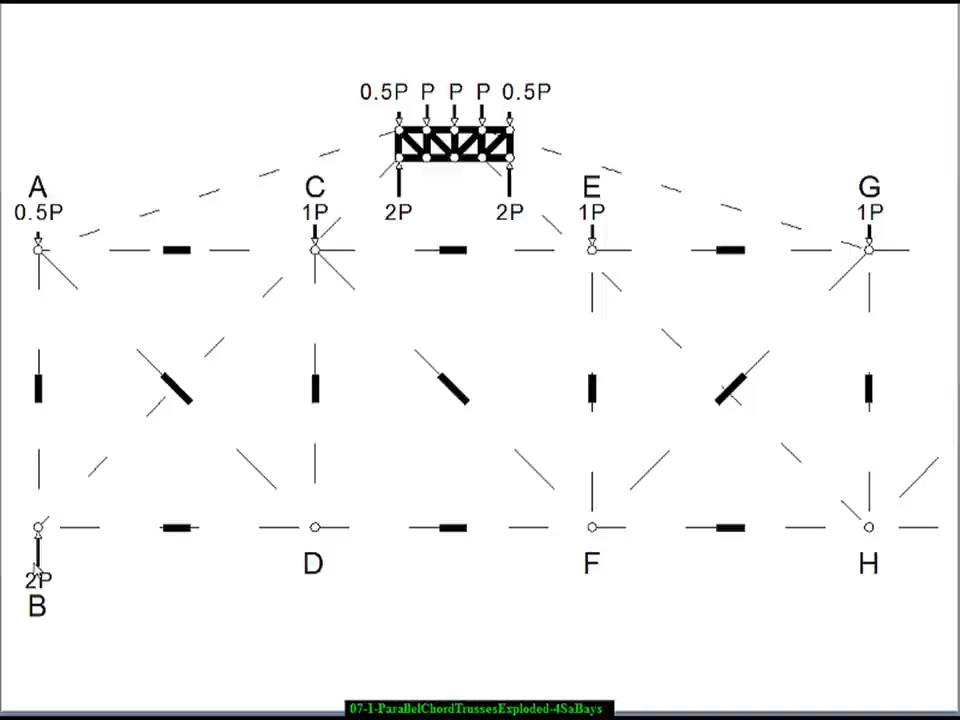 0.5P P P P 0.5P
A C E G
0.5P 1P 2P 2P 1P 1P
2P
B D F H
07-1-ParallelChordTrussesExploded-4SaBays